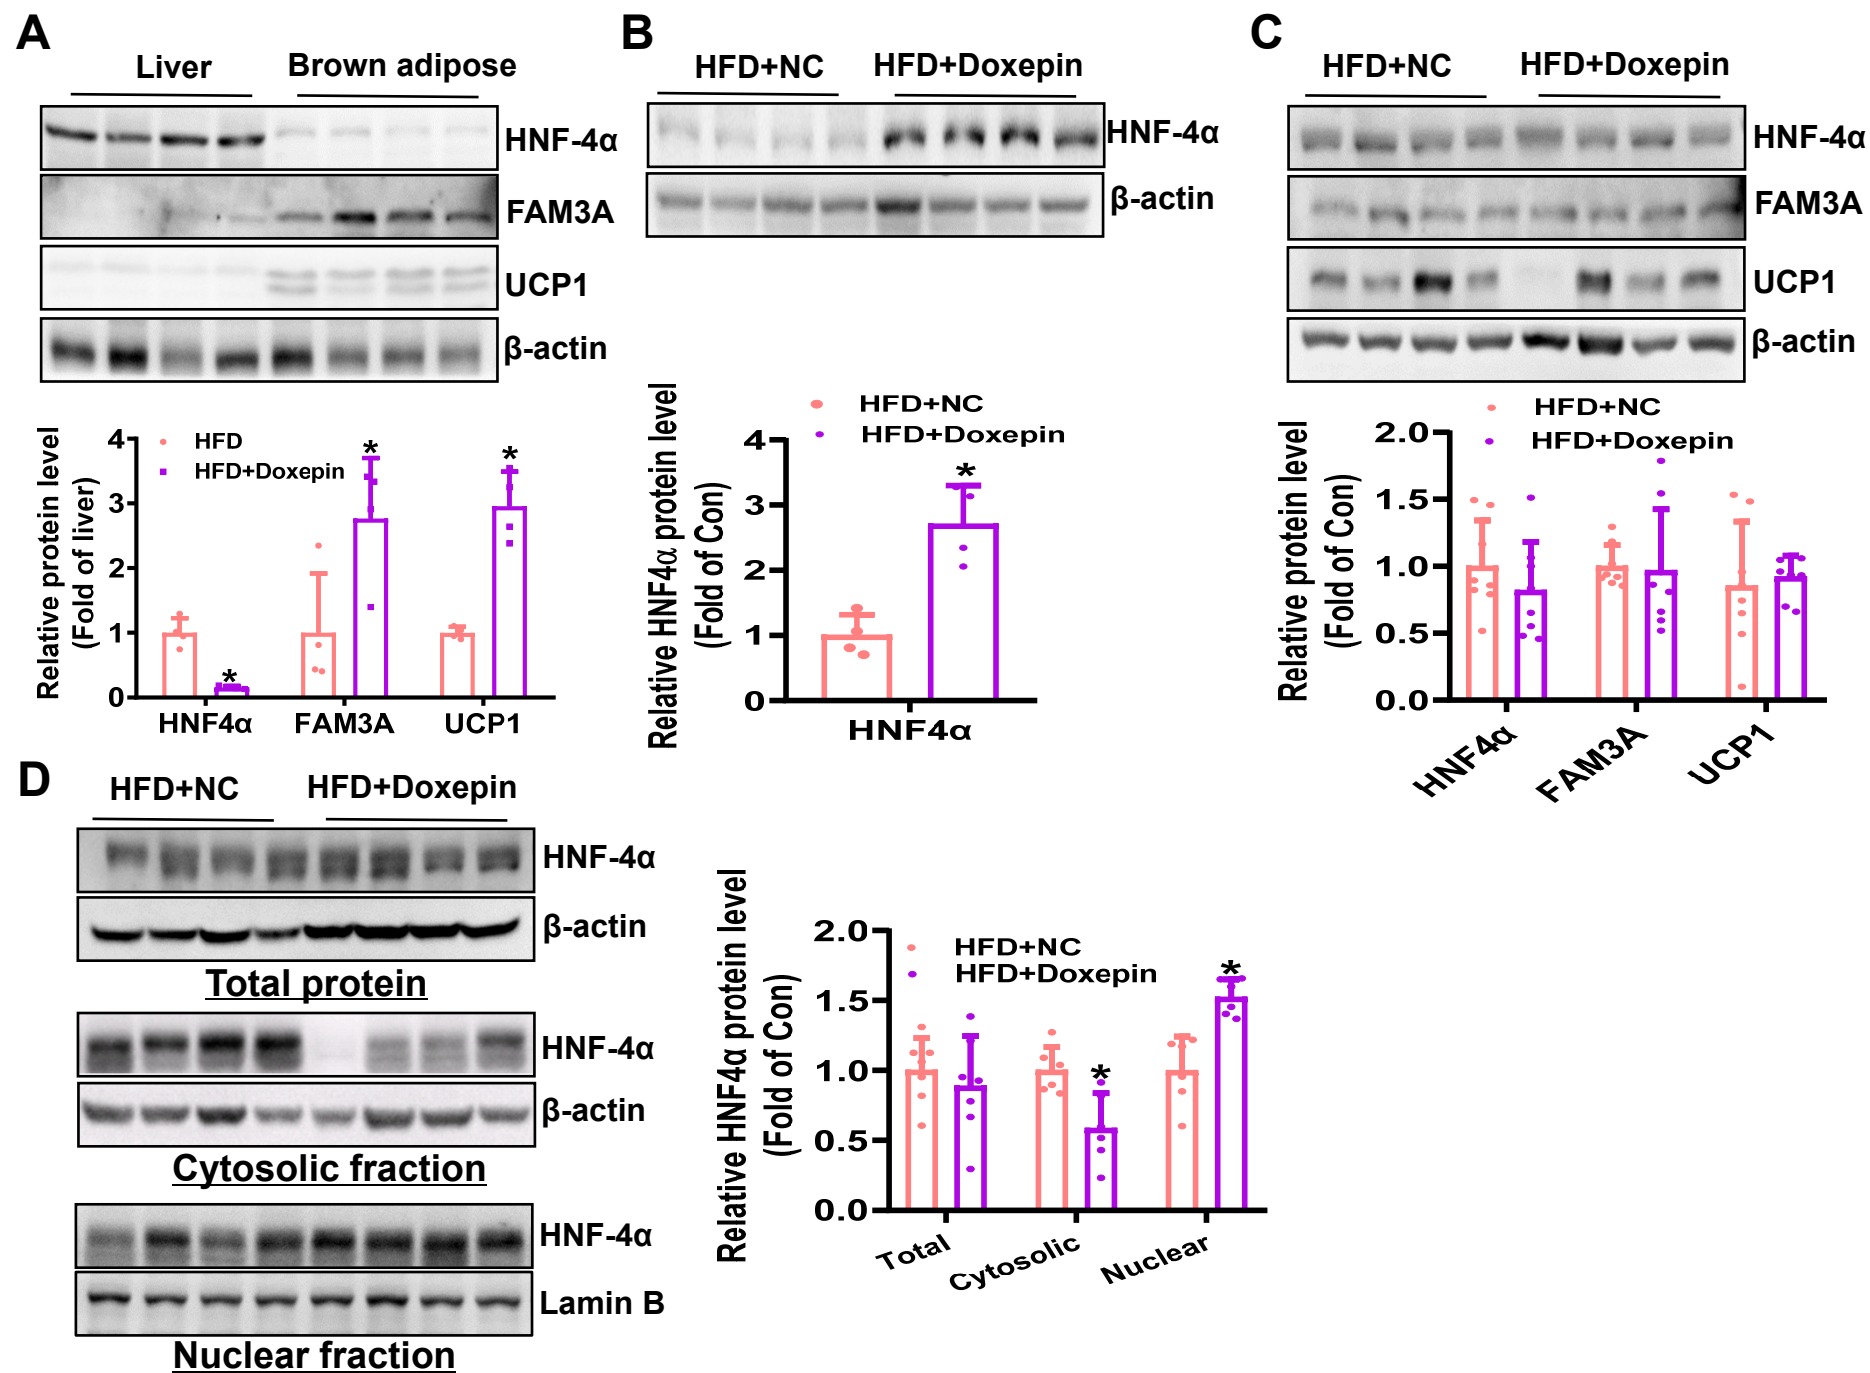 A
Liver
Brown adipose
HNF-4α
FAM3A
UCP1
β-actin
Relative protein level
(Fold of liver)
4
3
2
1
0
HFD
HFD+Doxepin
*
*
*
HNF4α
FAM3A
UCP1
B
HFD+NC
HFD+Doxepin
HNF-4α
β-actin
Relative HNF4α protein level
(Fold of Con)
4
3
2
1
0
HFD+NC
HFD+Doxepin
*
HNF4α
C
HFD+NC
HFD+Doxepin
HNF-4α
FAM3A
UCP1
β-actin
Relative protein level
(Fold of Con)
2.0
1.5
1.0
0.5
0.0
HFD+NC
HFD+Doxepin
HNF4α
FAM3A
UCP1
D
HFD+NC
HFD+Doxepin
HNF-4α
β-actin
Total protein
HNF-4α
β-actin
Cytosolic fraction
HNF-4α
Lamin B
Nuclear fraction
Relative HNF4α protein level
(Fold of Con)
2.0
1.5
1.0
0.5
0.0
HFD+NC
HFD+Doxepin
*
*
Total
Cytosolic
Nuclear